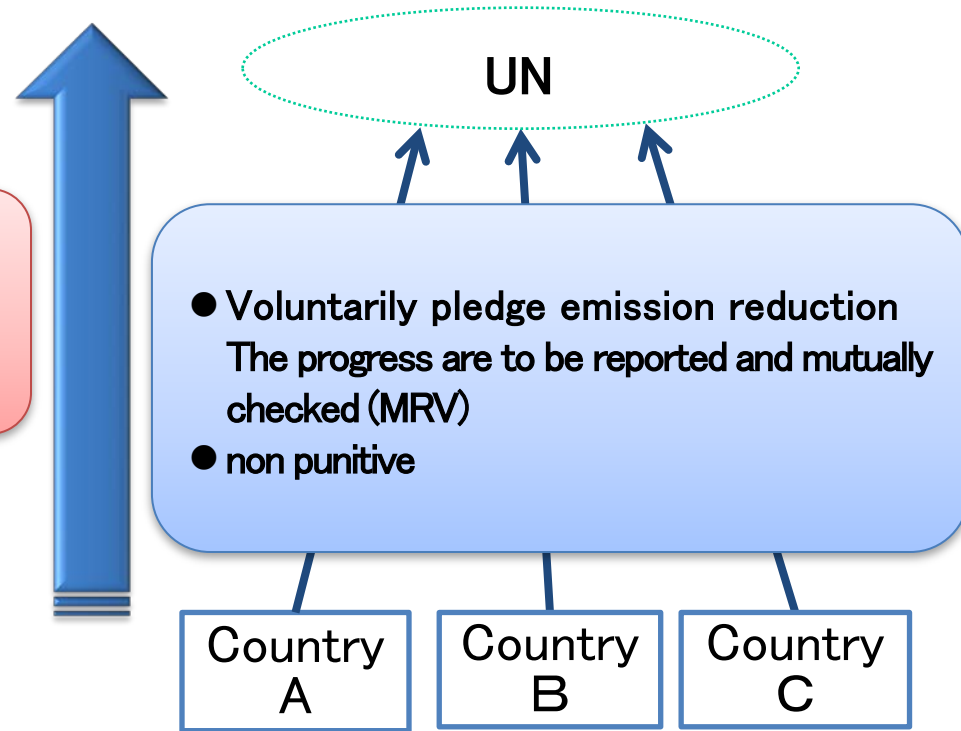 UN
● Voluntarily pledge emission reduction
The progress are to be reported and mutually
checked (MRV)
● non punitive
Country
A
Country
B
Country
C